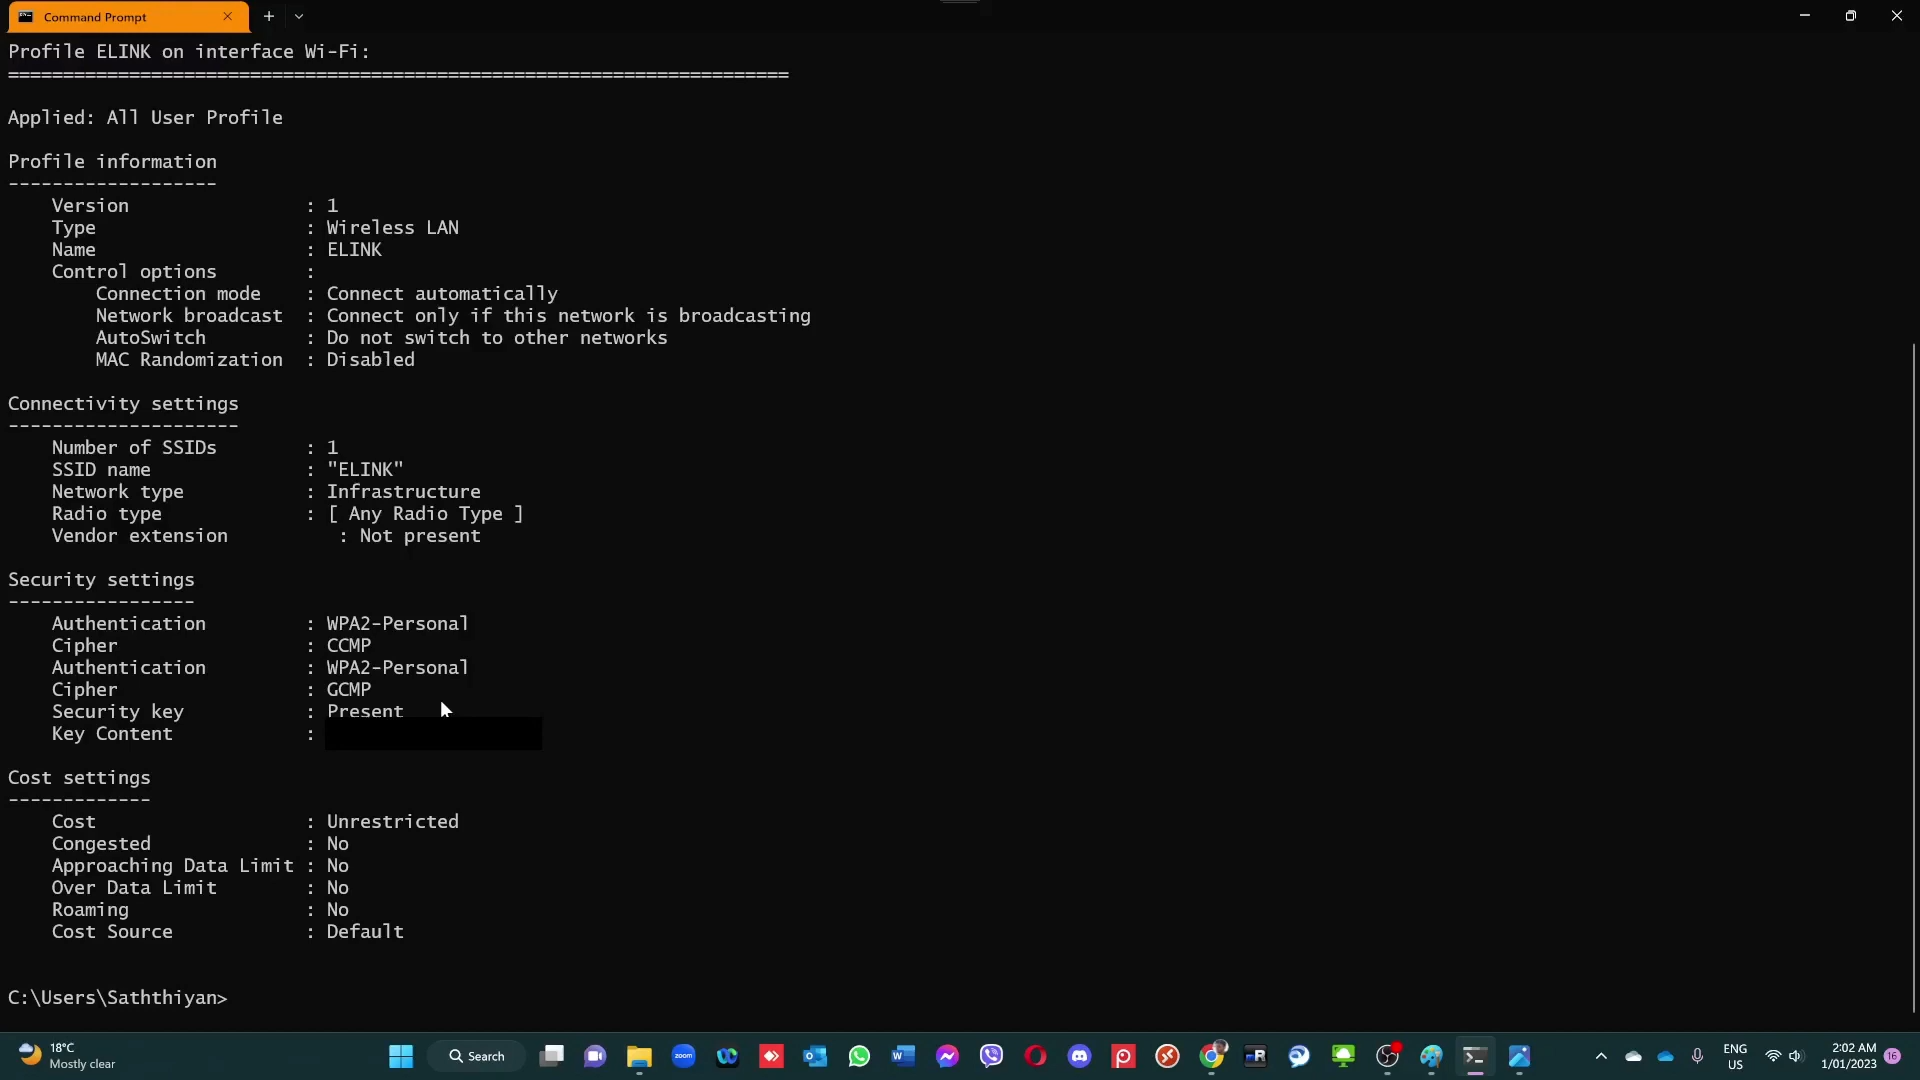 Command Prompt
Profile ELINK on interface Wi-Fi:
=======================================================================
Applied: All User Profile
Profile information
-------------------
Version : 1
Type : Wireless LAN
Name : ELINK
Control options :
Connection mode : Connect automatically
Network broadcast : Connect only if this network is broadcasting
AutoSwitch : Do not switch to other networks
MAC Randomization : Disabled
Connectivity settings
---------------------
Number of SSIDs : 1
SSID name : "ELINK"
Network type : Infrastructure
Radio type : [ Any Radio Type ]
Vendor extension : Not present
Security settings
-----------------
Authentication : WPA2-Personal
Cipher : CCMP
Authentication : WPA2-Personal
Cipher : GCMP
Security key : Present
Key Content :
Cost settings
-------------
Cost : Unrestricted
Congested : No
Approaching Data Limit : No
Over Data Limit : No
Roaming : No
Cost Source : Default
C:\Users\Saththiyan>
18°C
Mostly clear
Search
zoom
ENG
US
2:02 AM
1/01/2023
16